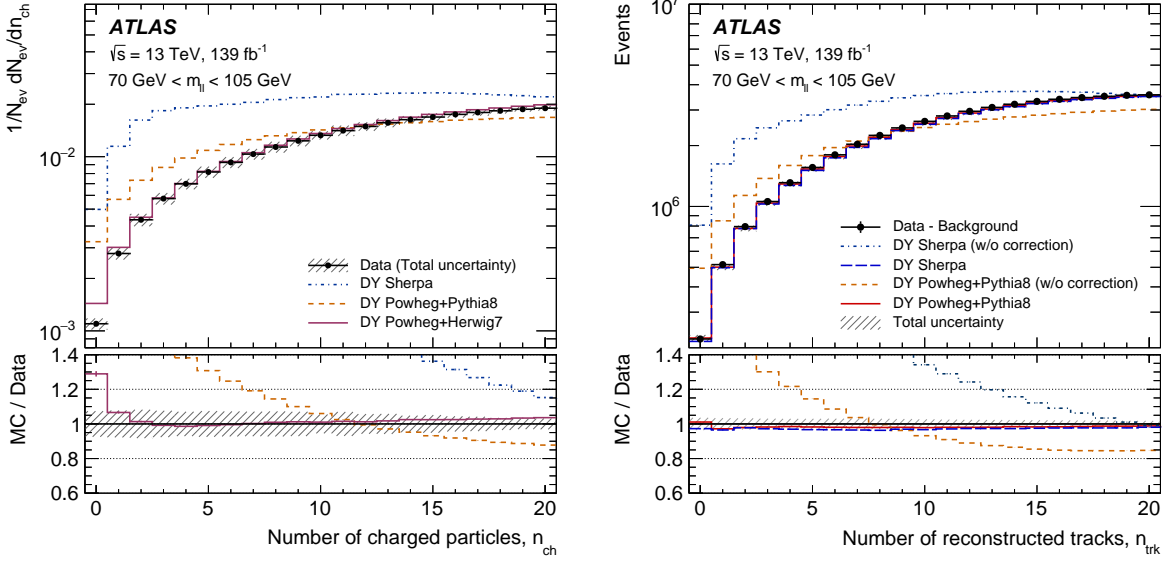 1/N_ev dN_ev/dn_ch
10⁻²
10⁻³
ATLAS
√s = 13 TeV, 139 fb⁻¹
70 GeV < m_ll < 105 GeV
Data (Total uncertainty)
DY Sherpa
DY Powheg+Pythia8
DY Powheg+Herwig7
MC / Data
1.4
1.2
1
0.8
0.6
0 5 10 15 20
Number of charged particles, n_ch
Events
10⁷
10⁶
ATLAS
√s = 13 TeV, 139 fb⁻¹
70 GeV < m_ll < 105 GeV
Data - Background
DY Sherpa (w/o correction)
DY Sherpa
DY Powheg+Pythia8 (w/o correction)
DY Powheg+Pythia8
Total uncertainty
MC / Data
1.4
1.2
1
0.8
0.6
0 5 10 15 20
Number of reconstructed tracks, n_trk